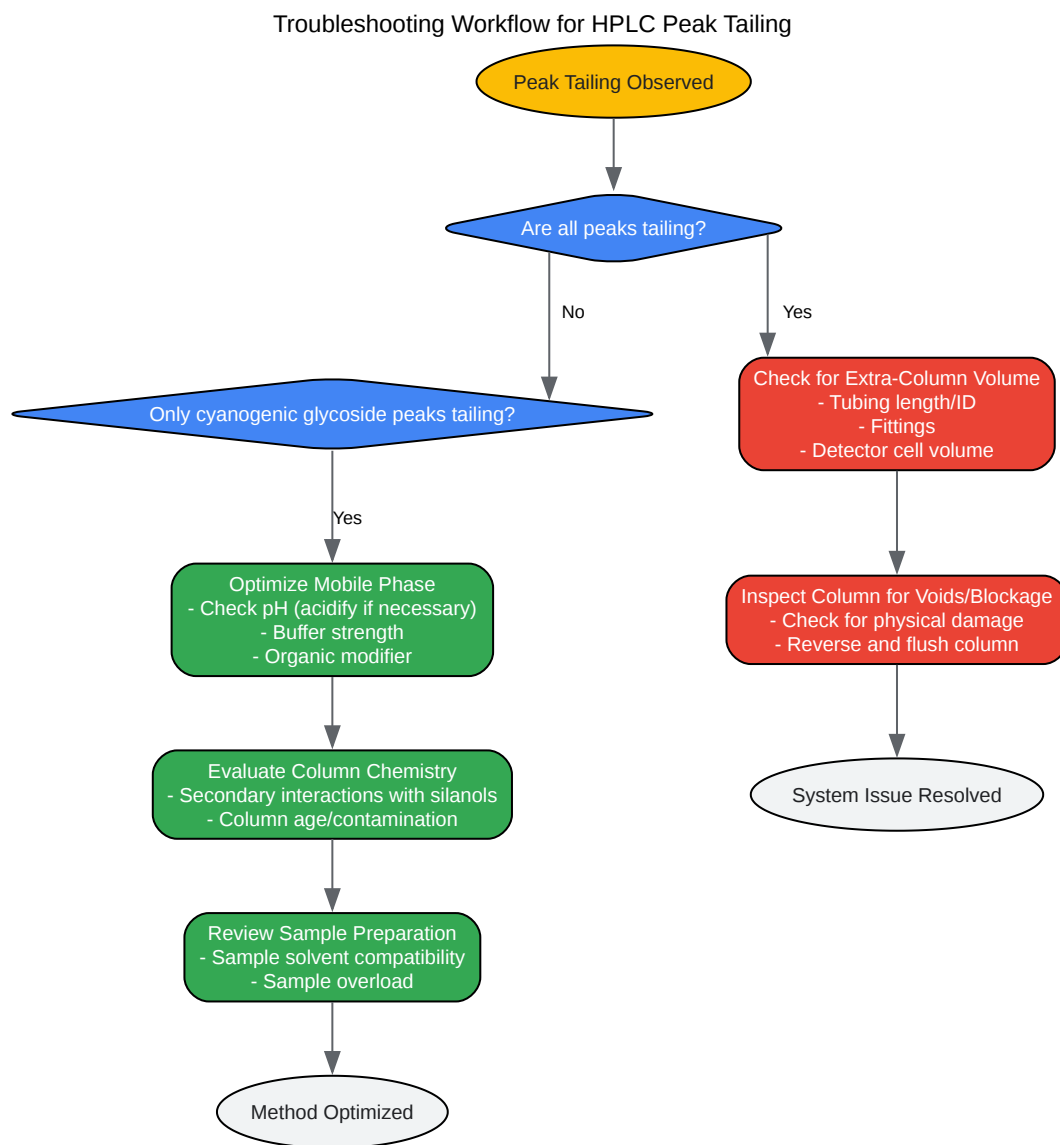 Troubleshooting Workflow for HPLC Peak Tailing
Peak Tailing Observed
Are all peaks tailing?
No
Yes
Only cyanogenic glycoside peaks tailing?
Check for Extra-Column Volume
- Tubing length/ID
- Fittings
- Detector cell volume
Yes
Optimize Mobile Phase
- Check pH (acidify if necessary)
- Buffer strength
- Organic modifier
Inspect Column for Voids/Blockage
- Check for physical damage
- Reverse and flush column
Evaluate Column Chemistry
- Secondary interactions with silanols
- Column age/contamination
System Issue Resolved
Review Sample Preparation
- Sample solvent compatibility
- Sample overload
Method Optimized